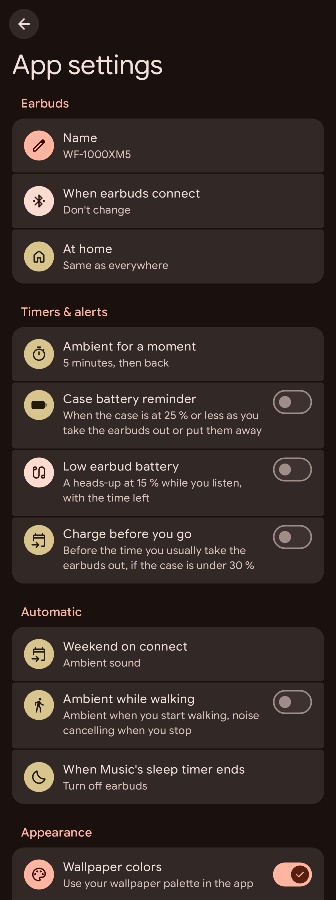 App settings
Earbuds
Name
WF-1000XM5
When earbuds connect
Don't change
At home
Same as everywhere
Timers & alerts
Ambient for a moment
5 minutes, then back
Case battery reminder
When the case is at 25 % or less as you
take the earbuds out or put them away
Low earbud battery
A heads-up at 15 % while you listen,
with the time left
Charge before you go
Before the time you usually take the
earbuds out, if the case is under 30 %
Automatic
Weekend on connect
Ambient sound
Ambient while walking
Ambient when you start walking, noise
cancelling when you stop
When Music's sleep timer ends
Turn off earbuds
Appearance
Wallpaper colors
Use your wallpaper palette in the app